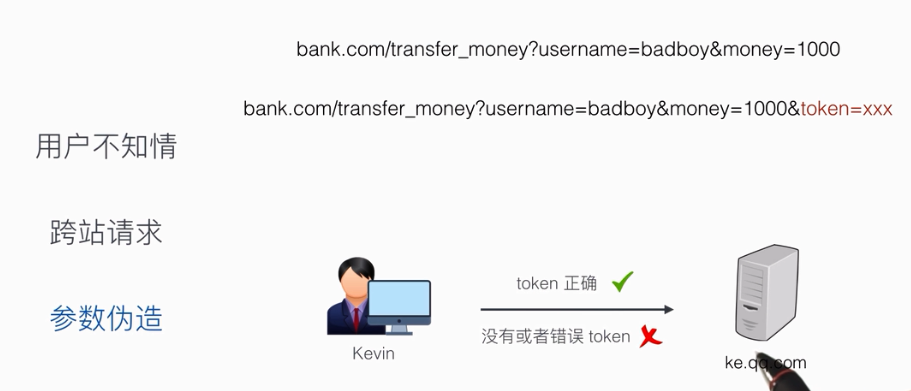 bank.com/transfer_money?username=badboy&money=1000
bank.com/transfer_money?username=badboy&money=1000&token=xxx
用户不知情
跨站请求
参数伪造
token 正确
没有或者错误 token
Kevin
ke.qq.com